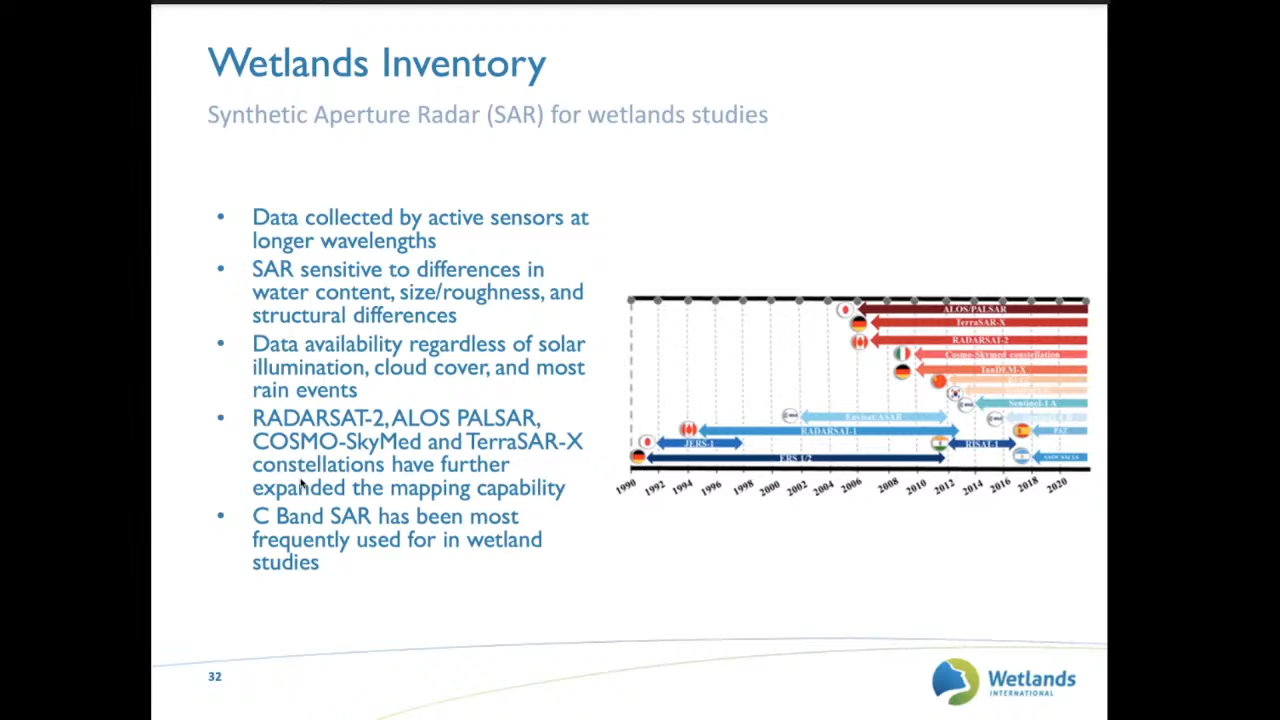 Wetlands Inventory
Synthetic Aperture Radar (SAR) for wetlands studies
• Data collected by active sensors at
longer wavelengths
• SAR sensitive to differences in
water content, size/roughness, and
structural differences
• Data availability regardless of solar
illumination, cloud cover, and most
rain events
• RADARSAT-2, ALOS PALSAR,
COSMO-SkyMed and TerraSAR-X
constellations have further
expanded the mapping capability
• C Band SAR has been most
frequently used for in wetland
studies
ALOS/PALSAR
TerraSAR-X
RADARSAT-2
Cosmo-Skymed constellation
TanDEM-X
Sentinel-1A
Envisat ASAR
RADARSAT-1
PAZ
JERS-1
RISAT-1
ERS 1/2
1990 1992 1994 1996 1998 2000 2002 2004 2006 2008 2010 2012 2014 2016 2018 2020
32
Wetlands
INTERNATIONAL